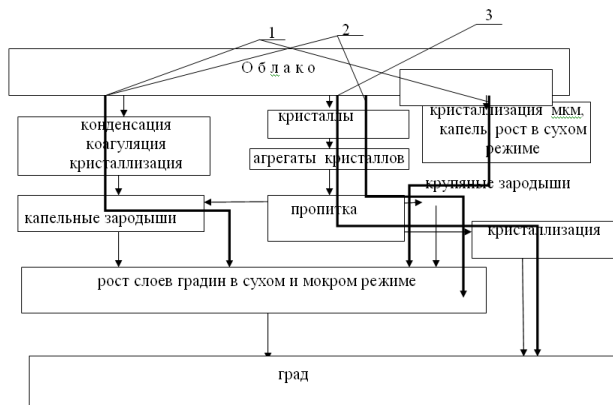 1
2
3
О б л а к о
конденсация
коагуляция
кристаллизация
кристаллы
кристаллизация мкм,
капель рост в сухом
режиме
агрегаты кристаллов
крупяные зародыши
капельные зародыши
пропитка
кристаллизация
рост слоев градин в сухом и мокром режиме
град